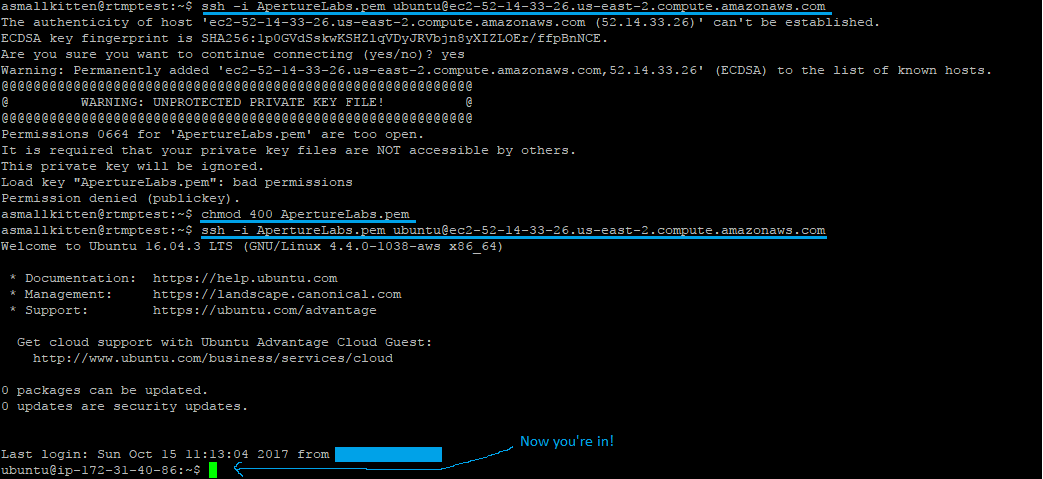 asmallkitten@rtmptest:~$ ssh -i ApertureLabs.pem ubuntu@ec2-52-14-33-26.us-east-2.compute.amazonaws.com
The authenticity of host 'ec2-52-14-33-26.us-east-2.compute.amazonaws.com (52.14.33.26)' can't be established.
ECDSA key fingerprint is SHA256:1p0GVdSskwKSHZlqVDyJRVbjn8yXIZLOEr/ffpBnNCE.
Are you sure you want to continue connecting (yes/no)? yes
Warning: Permanently added 'ec2-52-14-33-26.us-east-2.compute.amazonaws.com,52.14.33.26' (ECDSA) to the list of known hosts.
@@@@@@@@@@@@@@@@@@@@@@@@@@@@@@@@@@@@@@@@@@@@@@@@@@@@@@@@@@@
@         WARNING: UNPROTECTED PRIVATE KEY FILE!          @
@@@@@@@@@@@@@@@@@@@@@@@@@@@@@@@@@@@@@@@@@@@@@@@@@@@@@@@@@@@
Permissions 0664 for 'ApertureLabs.pem' are too open.
It is required that your private key files are NOT accessible by others.
This private key will be ignored.
Load key "ApertureLabs.pem": bad permissions
Permission denied (publickey).
asmallkitten@rtmptest:~$ chmod 400 ApertureLabs.pem
asmallkitten@rtmptest:~$ ssh -i ApertureLabs.pem ubuntu@ec2-52-14-33-26.us-east-2.compute.amazonaws.com
Welcome to Ubuntu 16.04.3 LTS (GNU/Linux 4.4.0-1038-aws x86_64)
* Documentation:  https://help.ubuntu.com
* Management:     https://landscape.canonical.com
* Support:        https://ubuntu.com/advantage
Get cloud support with Ubuntu Advantage Cloud Guest:
http://www.ubuntu.com/business/services/cloud
0 packages can be updated.
0 updates are security updates.
Now you're in!
Last login: Sun Oct 15 11:13:04 2017 from
ubuntu@ip-172-31-40-86:~$